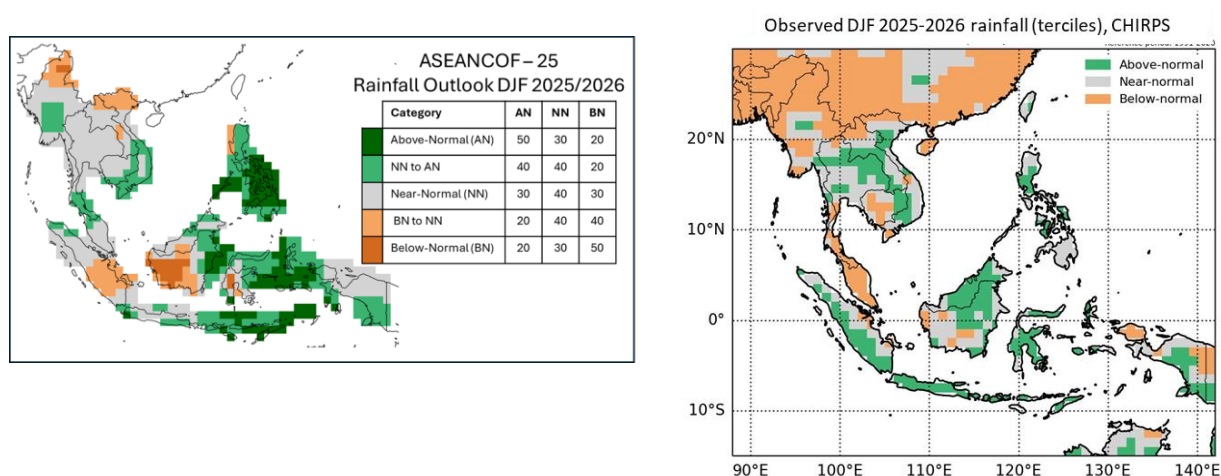 ASEANCOF – 25
Rainfall Outlook DJF 2025/2026
Category AN NN BN
Above-Normal (AN) 50 30 20
NN to AN 40 40 20
Near-Normal (NN) 30 40 30
BN to NN 20 40 40
Below-Normal (BN) 20 30 50
Observed DJF 2025-2026 rainfall (terciles), CHIRPS
Above-normal
Near-normal
Below-normal
20°N
10°N
0°
10°S
90°E 100°E 110°E 120°E 130°E 140°E